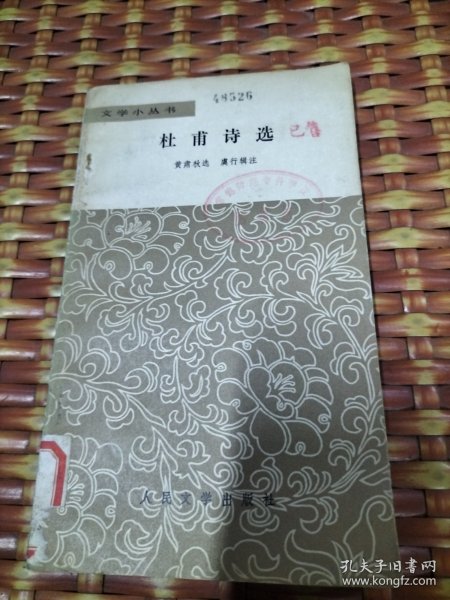 48526
文学小丛书
杜甫诗选
已售
黄肃秋选 虞行辑注
人民文学出版社
孔夫子旧书网
www.kongfz.com